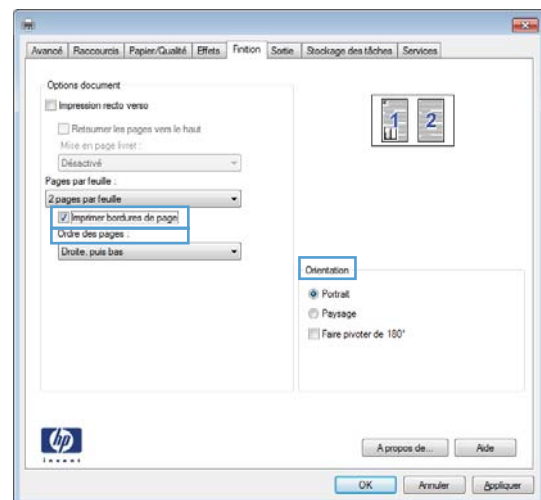 Avancé Raccourcis Papier/Qualité Effets Finition Sortie Stockage des tâches Services
Options document
Impression recto verso
Retourner les pages vers le haut
Mise en page livret :
Désactivé
Pages par feuille :
2 pages par feuille
Imprimer bordures de page
Ordre des pages :
Droite, puis bas
1 2
Orientation
Portrait
Paysage
Faire pivoter de 180°
hp
invent
A propos de... Aide
OK Annuler Appliquer